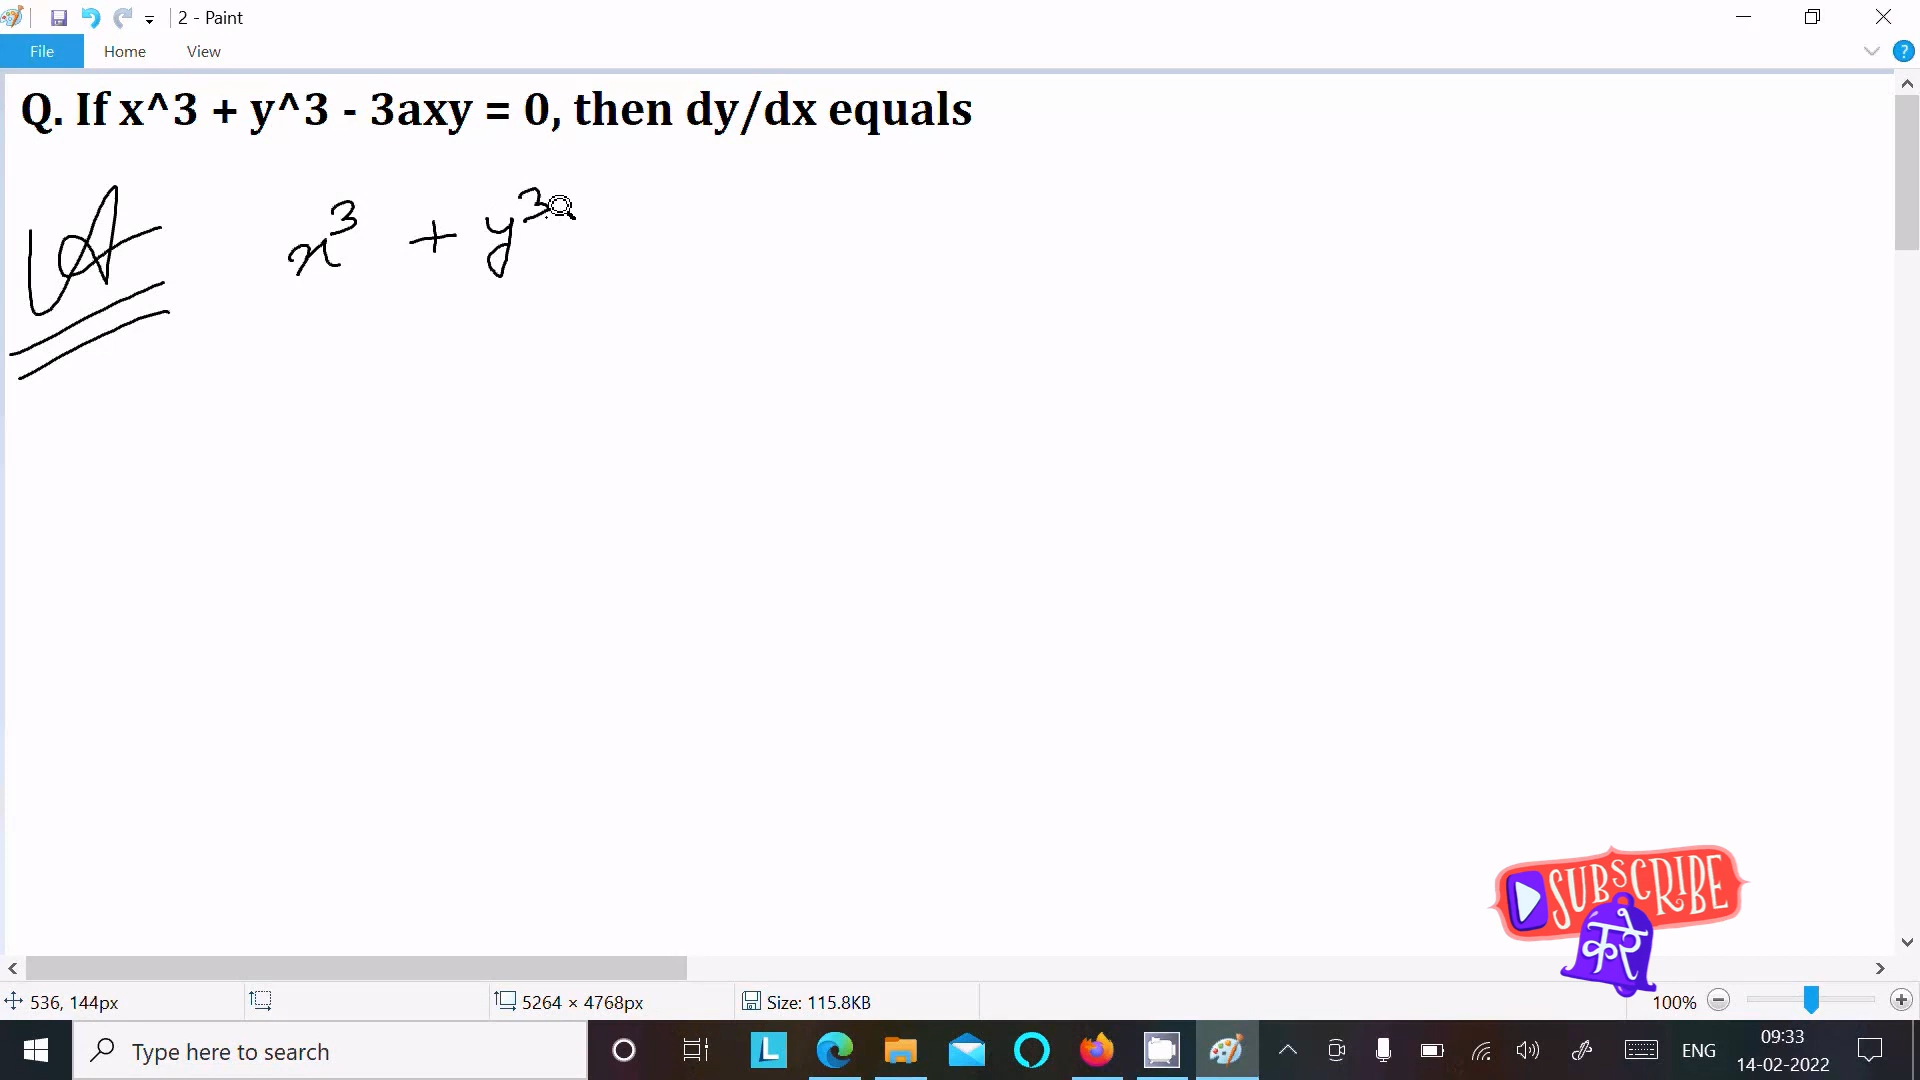 2 - Paint
File Home View
Q. If x^3 + y^3 - 3axy = 0, then dy/dx equals
x³ + y³
SUBSCRIBE
करे
536, 144px 5264 × 4768px Size: 115.8KB 100%
Type here to search L ENG 09:33
14-02-2022